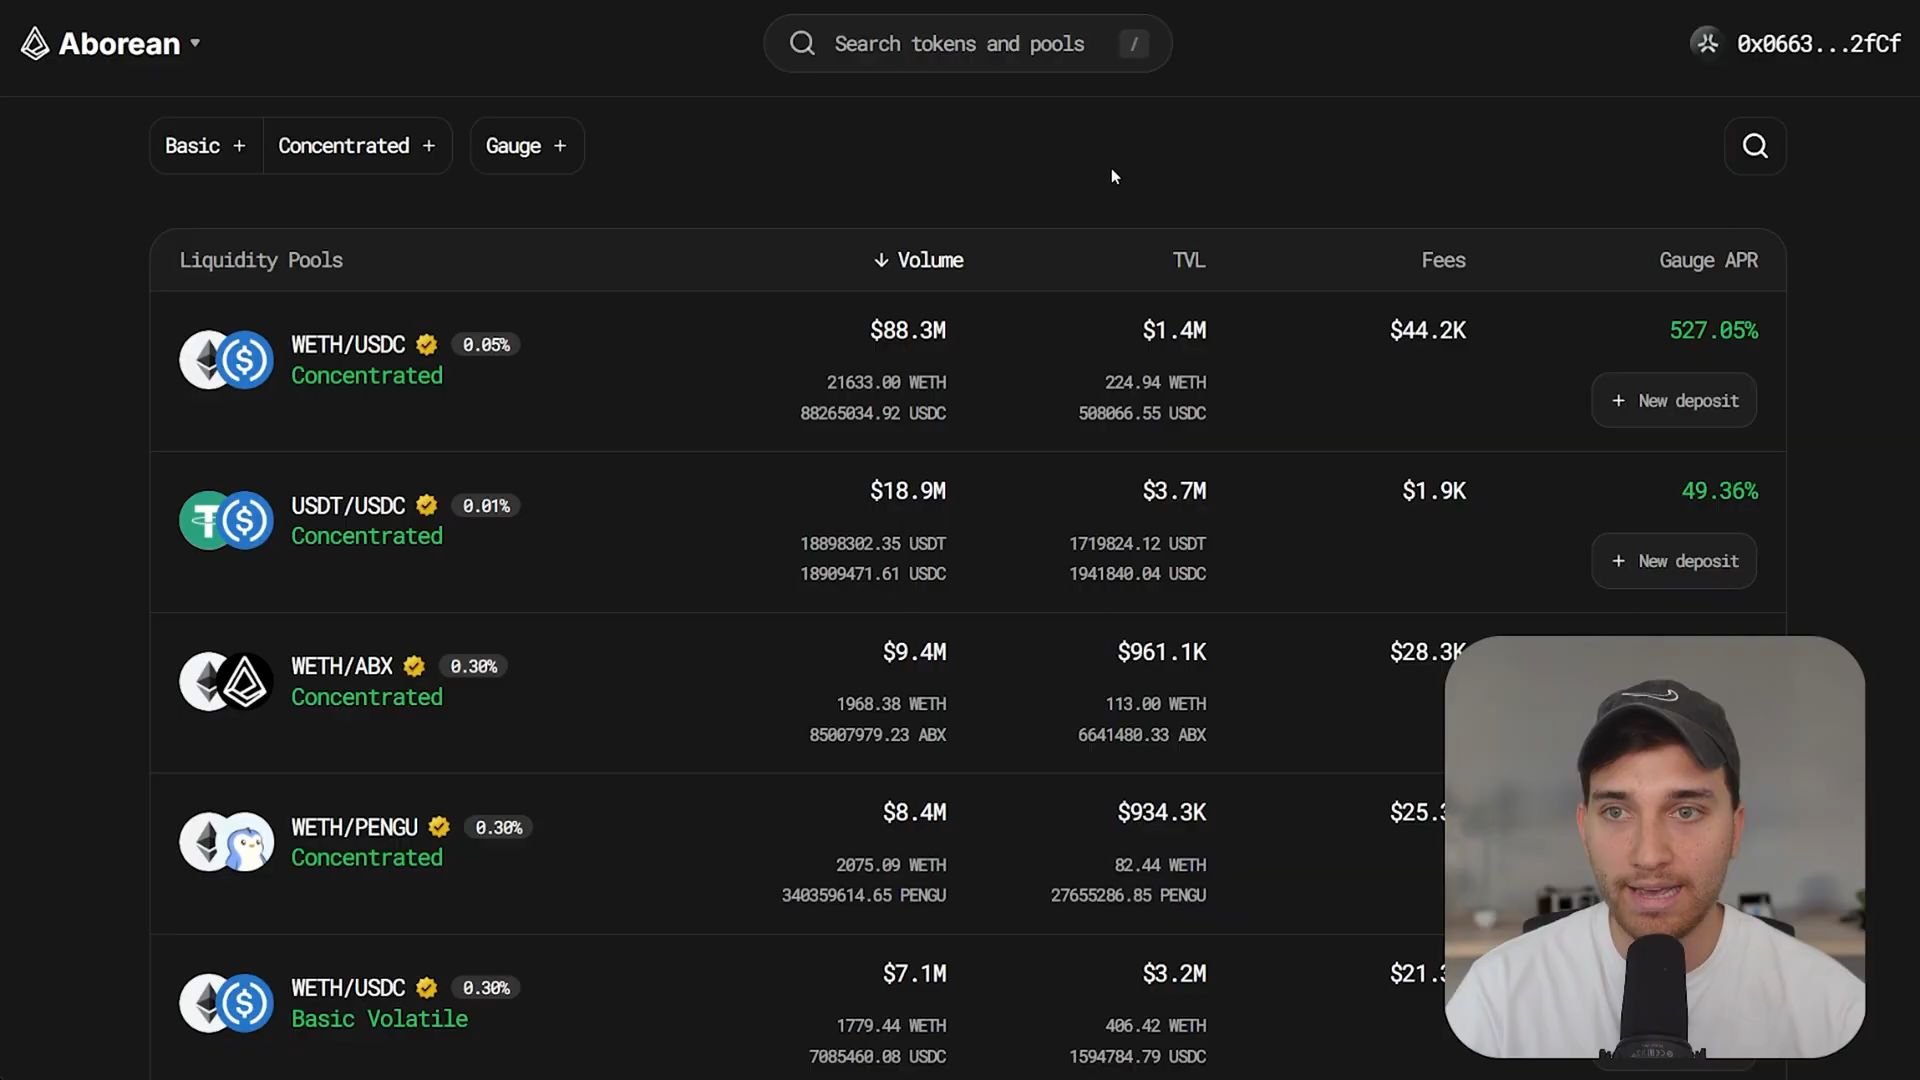 Aborean
Search tokens and pools /
0x0663...2fCf
Basic +
Concentrated +
Gauge +
Liquidity Pools
Volume
TVL
Fees
Gauge APR
WETH/USDC 0.05%
Concentrated
$88.3M
21633.00 WETH
88265034.92 USDC
$1.4M
224.94 WETH
508066.55 USDC
$44.2K
527.05%
+ New deposit
USDT/USDC 0.01%
Concentrated
$18.9M
18898302.35 USDT
18909471.61 USDC
$3.7M
1719824.12 USDT
1941840.04 USDC
$1.9K
49.36%
+ New deposit
WETH/ABX 0.30%
Concentrated
$9.4M
1968.38 WETH
85007979.23 ABX
$961.1K
113.00 WETH
6641480.33 ABX
$28.3K
WETH/PENGU 0.30%
Concentrated
$8.4M
2075.09 WETH
340359614.65 PENGU
$934.3K
82.44 WETH
27655286.85 PENGU
$25.3
WETH/USDC 0.30%
Basic Volatile
$7.1M
1779.44 WETH
7085460.08 USDC
$3.2M
406.42 WETH
1594784.79 USDC
$21.3